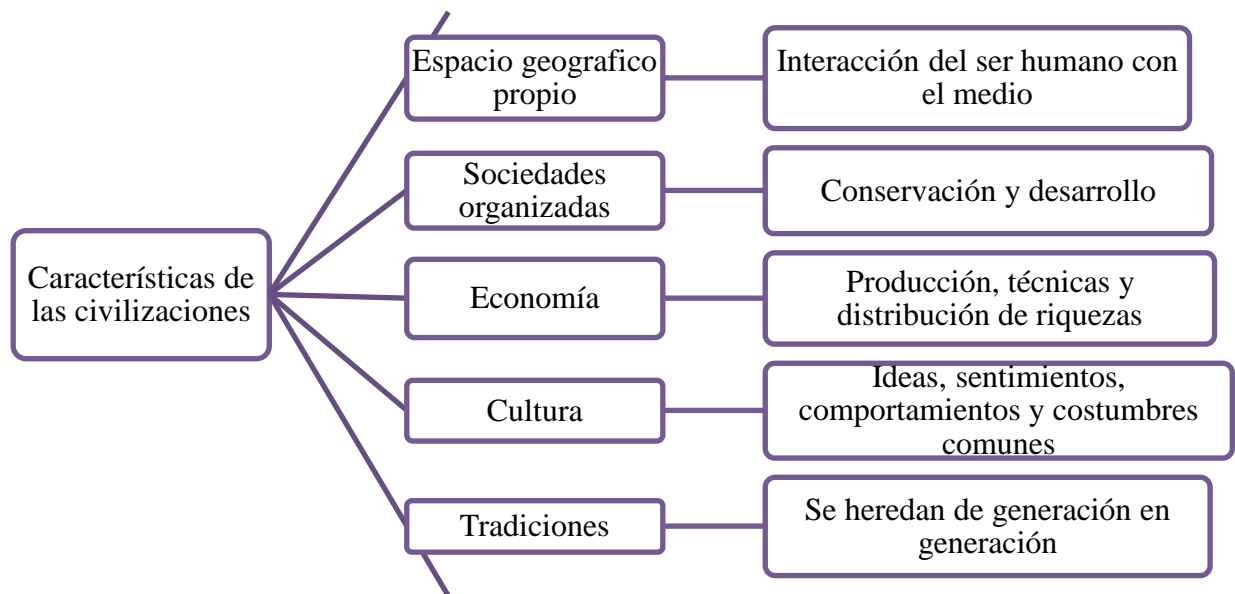 Espacio geografico
propio
Interacción del ser humano con
el medio
Sociedades
organizadas
Conservación y desarrollo
Características de
las civilizaciones
Economía
Producción, técnicas y
distribución de riquezas
Cultura
Ideas, sentimientos,
comportamientos y costumbres
comunes
Tradiciones
Se heredan de generación en
generación